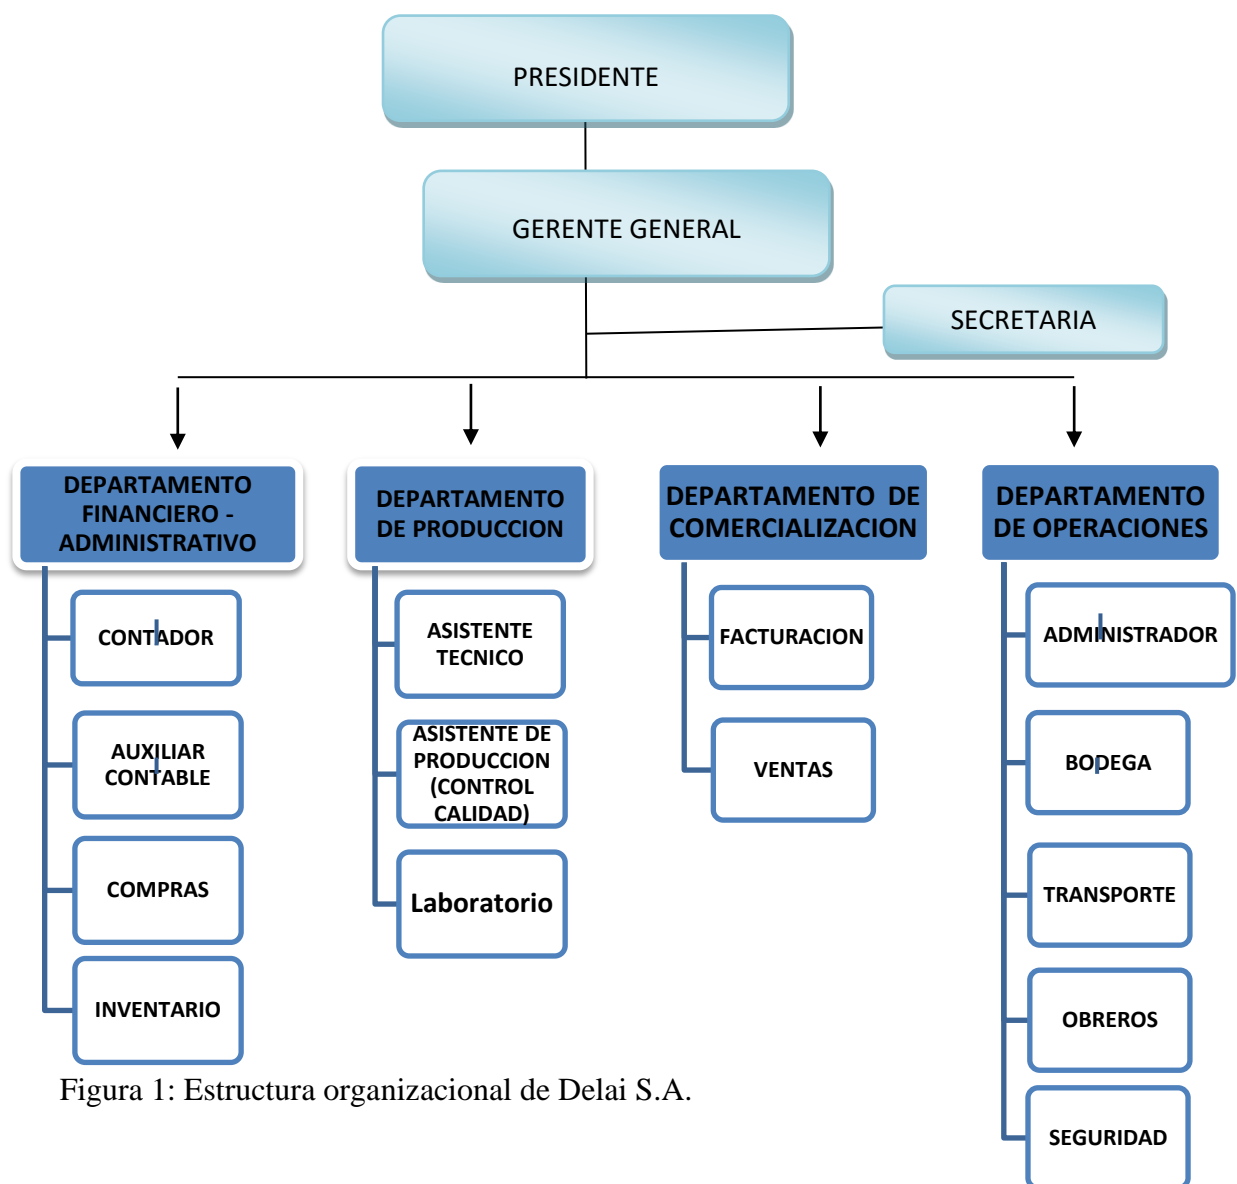 PRESIDENTE
GERENTE GENERAL
SECRETARIA
DEPARTAMENTO
FINANCIERO -
ADMINISTRATIVO
CONTADOR
AUXILIAR
CONTABLE
COMPRAS
INVENTARIO
DEPARTAMENTO
DE PRODUCCION
ASISTENTE
TECNICO
ASISTENTE DE
PRODUCCION
(CONTROL
CALIDAD)
Laboratorio
DEPARTAMENTO DE
COMERCIALIZACION
FACTURACION
VENTAS
DEPARTAMENTO
DE OPERACIONES
ADMINISTRADOR
BODEGA
TRANSPORTE
OBREROS
SEGURIDAD
Figura 1: Estructura organizacional de Delai S.A.